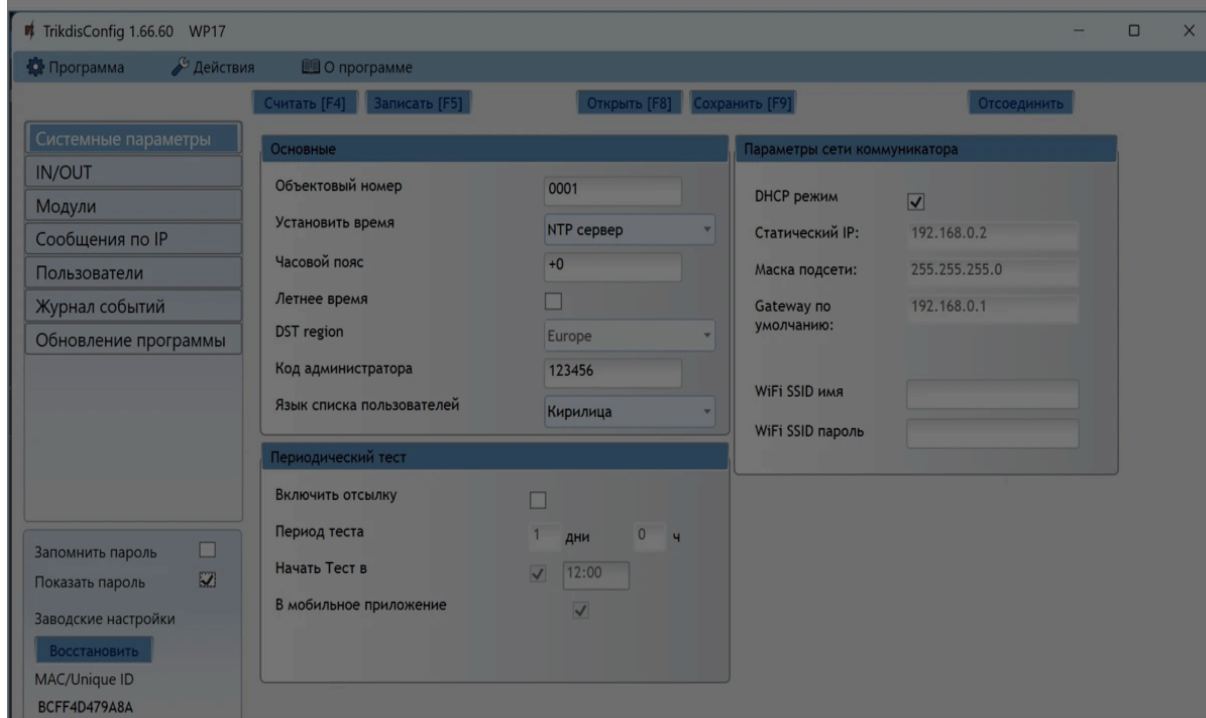 TrikdisConfig 1.66.60 WP17
Программа Действия О программе
Считать [F4] Записать [F5] Открыть [F8] Сохранить [F9] Отсоединить
Системные параметры
IN/OUT
Модули
Сообщения по IP
Пользователи
Журнал событий
Обновление программы
Запомнить пароль
Показать пароль
Заводские настройки
Восстановить
MAC/Unique ID
BCFF4D479A8A
Основные
Объектовый номер 0001
Установить время NTP сервер
Часовой пояс +0
Летнее время
DST region Europe
Код администратора 123456
Язык списка пользователей Кирилица
Периодический тест
Включить отсылку
Период теста 1 дни 0 ч
Начать Тест в 12:00
В мобильное приложение
Параметры сети коммуникатора
DHCP режим
Статический IP: 192.168.0.2
Маска подсети: 255.255.255.0
Gateway по 192.168.0.1
умолчанию:
WiFi SSID имя
WiFi SSID пароль